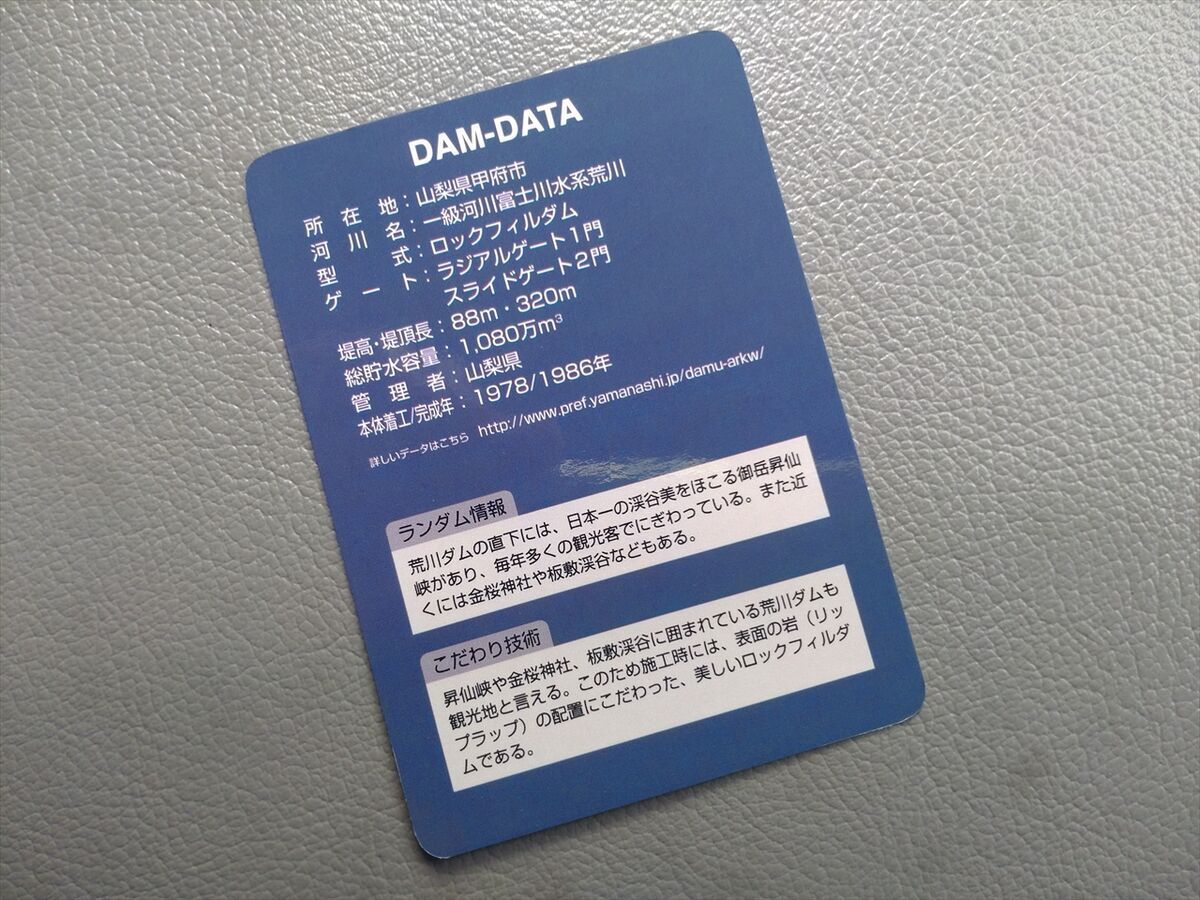 DAM-DATA
所在地：山梨県甲府市
河川名：一級河川富士川水系荒川
型式：ロックフィルダム
ゲート：ラジアルゲート1門
スライドゲート2門
堤高・堤頂長：88m・320m
総貯水容量：1,080万m³
管理者：山梨県
本体着工/完成年：1978/1986年
詳しいデータはこちら http://www.pref.yamanashi.jp/damu-arkw/
ランダム情報
荒川ダムの直下には、日本一の渓谷美をほこる御岳昇仙
峡があり、毎年多くの観光客でにぎわっている。また近
くには金桜神社や板敷渓谷などもある。
こだわり技術
昇仙峡や金桜神社、板敷渓谷に囲まれている荒川ダムも
観光地と言える。このため施工時には、表面の岩（リッ
プラップ）の配置にこだわった、美しいロックフィルダ
ムである。